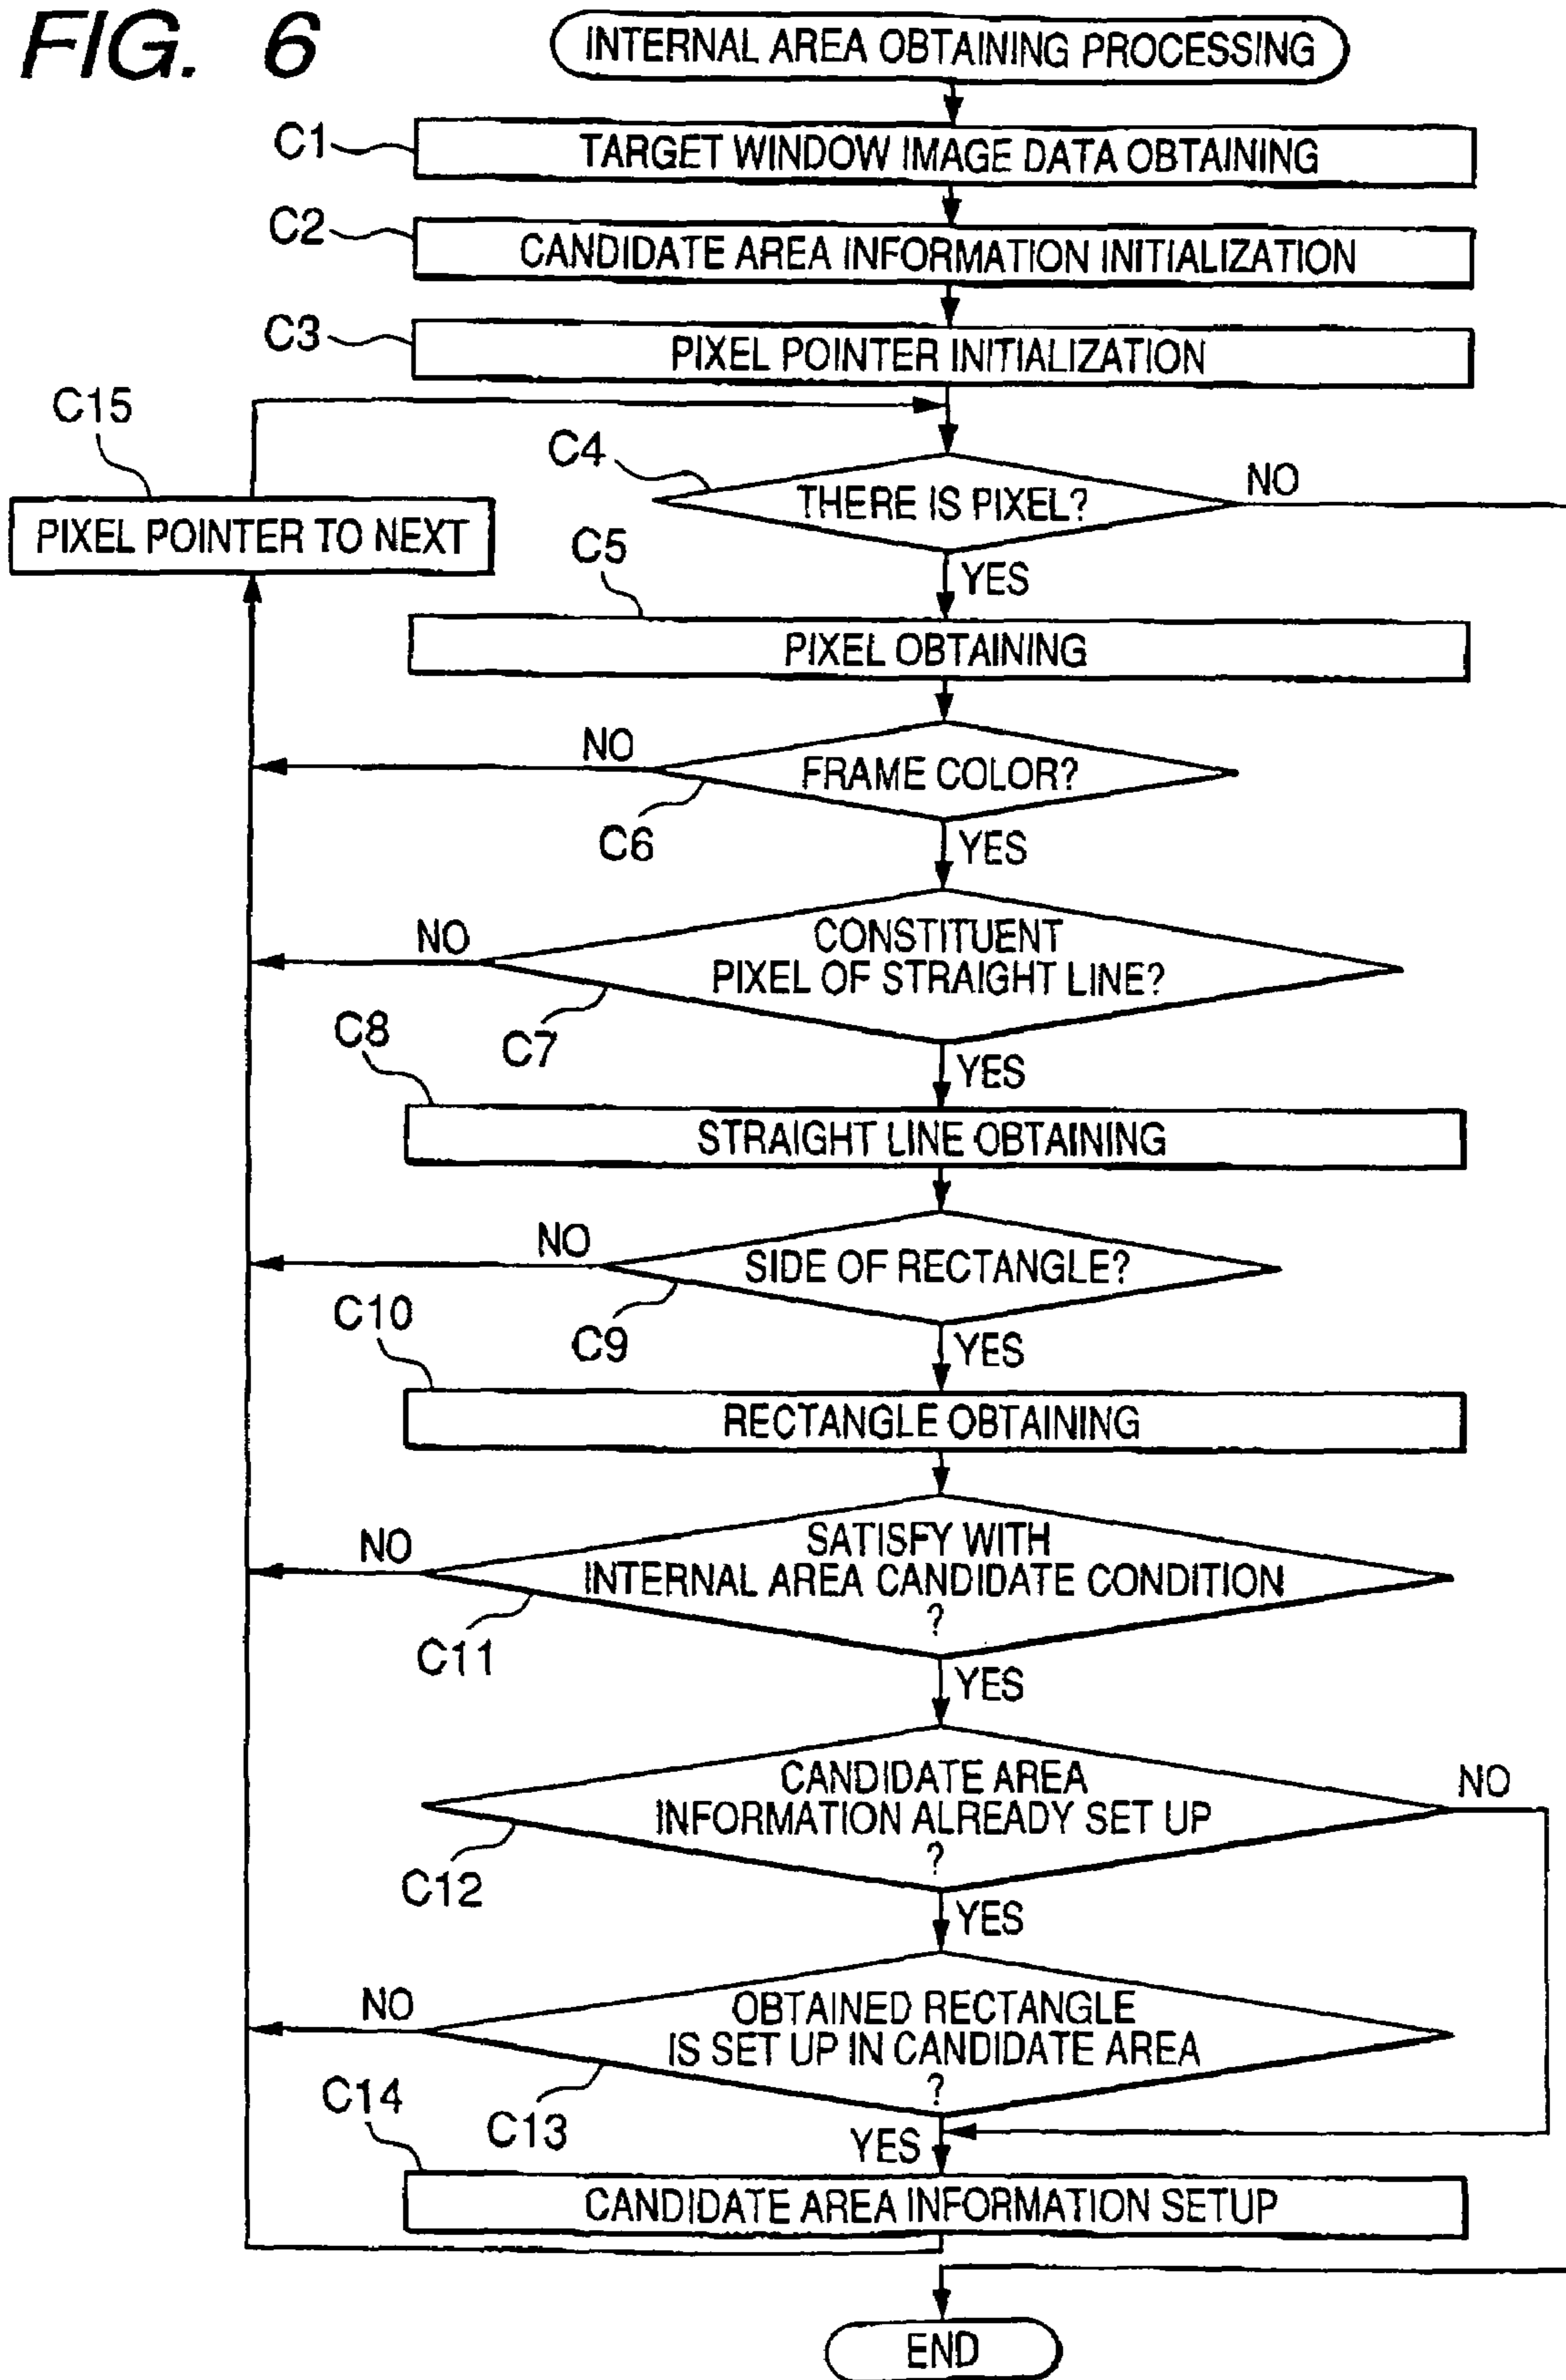 FIG. 6
INTERNAL AREA OBTAINING PROCESSING
C1
TARGET WINDOW IMAGE DATA OBTAINING
C2
CANDIDATE AREA INFORMATION INITIALIZATION
C3
PIXEL POINTER INITIALIZATION
C15
PIXEL POINTER TO NEXT
C4
THERE IS PIXEL?
NO
YES
C5
PIXEL OBTAINING
NO
FRAME COLOR?
C6
YES
NO
CONSTITUENT
PIXEL OF STRAIGHT LINE?
C7
YES
C8
STRAIGHT LINE OBTAINING
NO
SIDE OF RECTANGLE?
C9
YES
C10
RECTANGLE OBTAINING
NO
SATISFY WITH
INTERNAL AREA CANDIDATE CONDITION
?
C11
YES
CANDIDATE AREA
INFORMATION ALREADY SET UP
?
NO
C12
YES
NO
OBTAINED RECTANGLE
IS SET UP IN CANDIDATE AREA
?
C13
YES
C14
CANDIDATE AREA INFORMATION SETUP
END